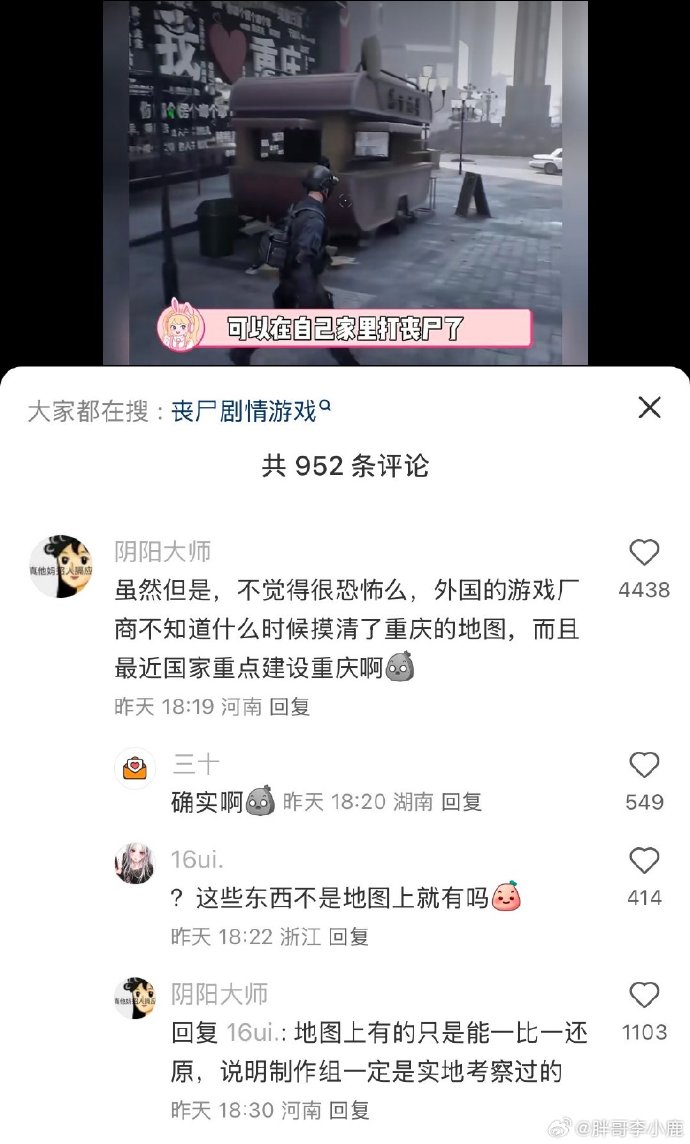 我
重庆
可以在自己家里打丧尸了
大家都在搜：丧尸剧情游戏
共 952 条评论
阴阳大师
虽然但是，不觉得很恐怖么，外国的游戏厂
4438
商不知道什么时候摸清了重庆的地图，而且
最近国家重点建设重庆啊
昨天 18:19 河南 回复
三十
确实啊 昨天 18:20 湖南 回复
549
16ui.
？这些东西不是地图上就有吗
414
昨天 18:22 浙江 回复
阴阳大师
回复 16ui.: 地图上有的只是能一比一还
1103
原，说明制作组一定是实地考察过的
昨天 18:30 河南 回复
@胖哥李小鹿